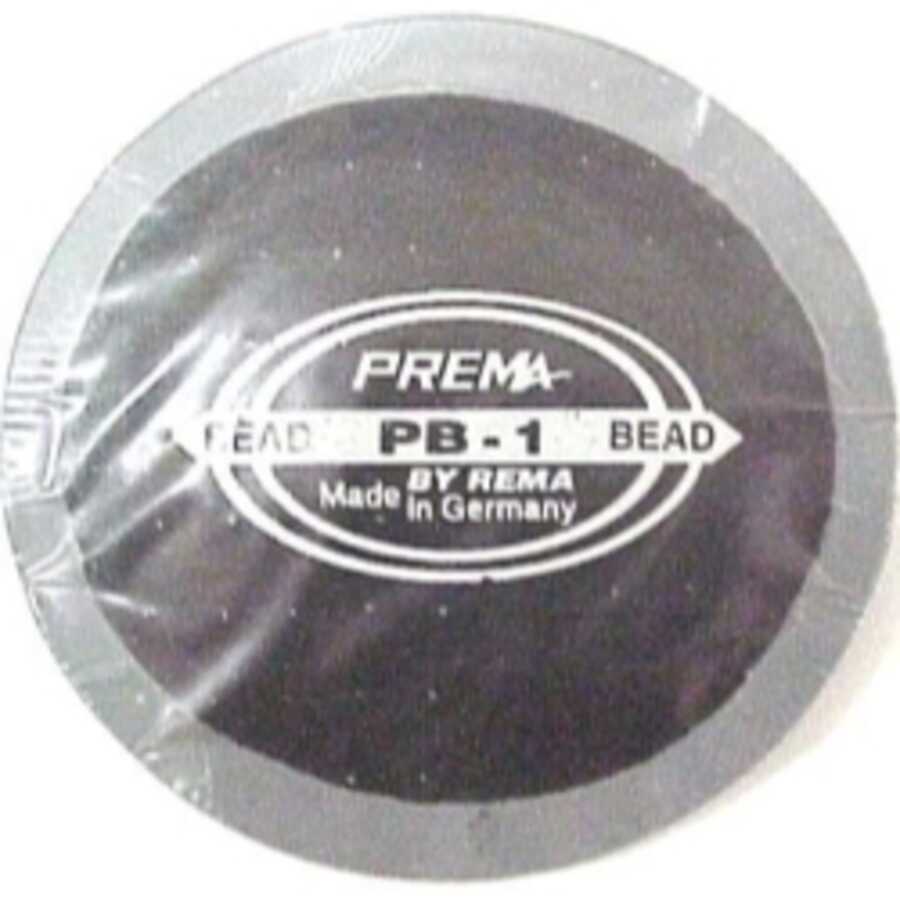 PREMA
BEAD PB-1 BEAD
BY REMA
Made In Germany